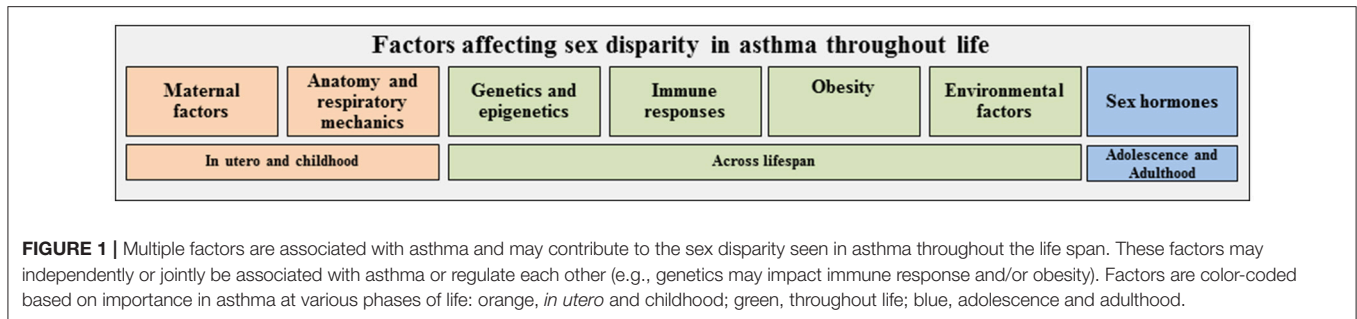 Factors affecting sex disparity in asthma throughout life
Maternal
factors
Anatomy and
respiratory
mechanics
Genetics and
epigenetics
Immune
responses
Obesity
Environmental
factors
Sex hormones
In utero and childhood
Across lifespan
Adolescence and
Adulthood
FIGURE 1 | Multiple factors are associated with asthma and may contribute to the sex disparity seen in asthma throughout the life span. These factors may
independently or jointly be associated with asthma or regulate each other (e.g., genetics may impact immune response and/or obesity). Factors are color-coded
based on importance in asthma at various phases of life: orange, in utero and childhood; green, throughout life; blue, adolescence and adulthood.